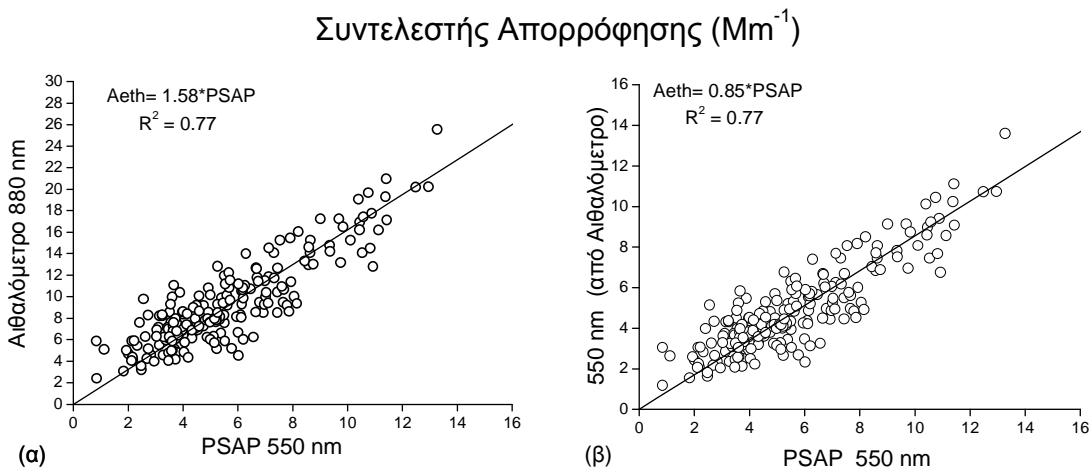 Συντελεστής Απορρόφησης (Mm⁻¹)
Aeth= 1.58*PSAP
R² = 0.77
Αιθαλόμετρο 880 nm
30
28
26
24
22
20
18
16
14
12
10
8
6
4
2
0
0 2 4 6 8 10 12 14 16
PSAP 550 nm
(α)
Aeth= 0.85*PSAP
R² = 0.77
550 nm (από Αιθαλόμετρο)
16
14
12
10
8
6
4
2
0
0 2 4 6 8 10 12 14 16
PSAP 550 nm
(β)